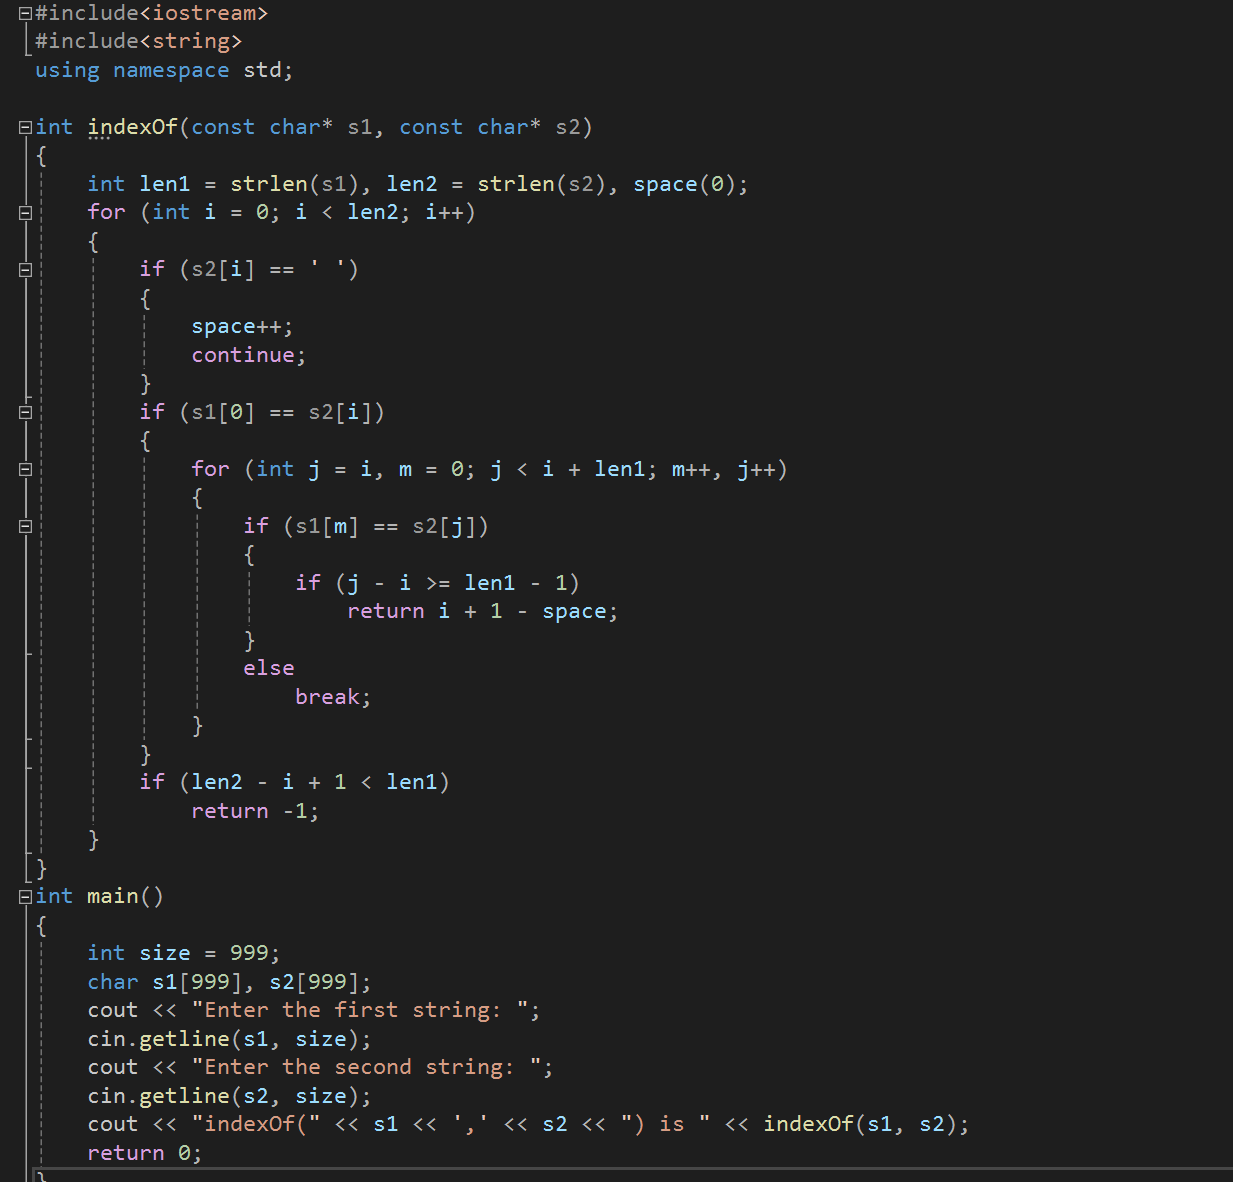 #include<iostream>
#include<string>
using namespace std;

int indexOf(const char* s1, const char* s2)
{
    int len1 = strlen(s1), len2 = strlen(s2), space(0);
    for (int i = 0; i < len2; i++)
    {
        if (s2[i] == ' ')
        {
            space++;
            continue;
        }
        if (s1[0] == s2[i])
        {
            for (int j = i, m = 0; j < i + len1; m++, j++)
            {
                if (s1[m] == s2[j])
                {
                    if (j - i >= len1 - 1)
                        return i + 1 - space;
                }
                else
                    break;
            }
        }
        if (len2 - i + 1 < len1)
            return -1;
    }
}
int main()
{
    int size = 999;
    char s1[999], s2[999];
    cout << "Enter the first string: ";
    cin.getline(s1, size);
    cout << "Enter the second string: ";
    cin.getline(s2, size);
    cout << "indexOf(" << s1 << ',' << s2 << ") is " << indexOf(s1, s2);
    return 0;
}